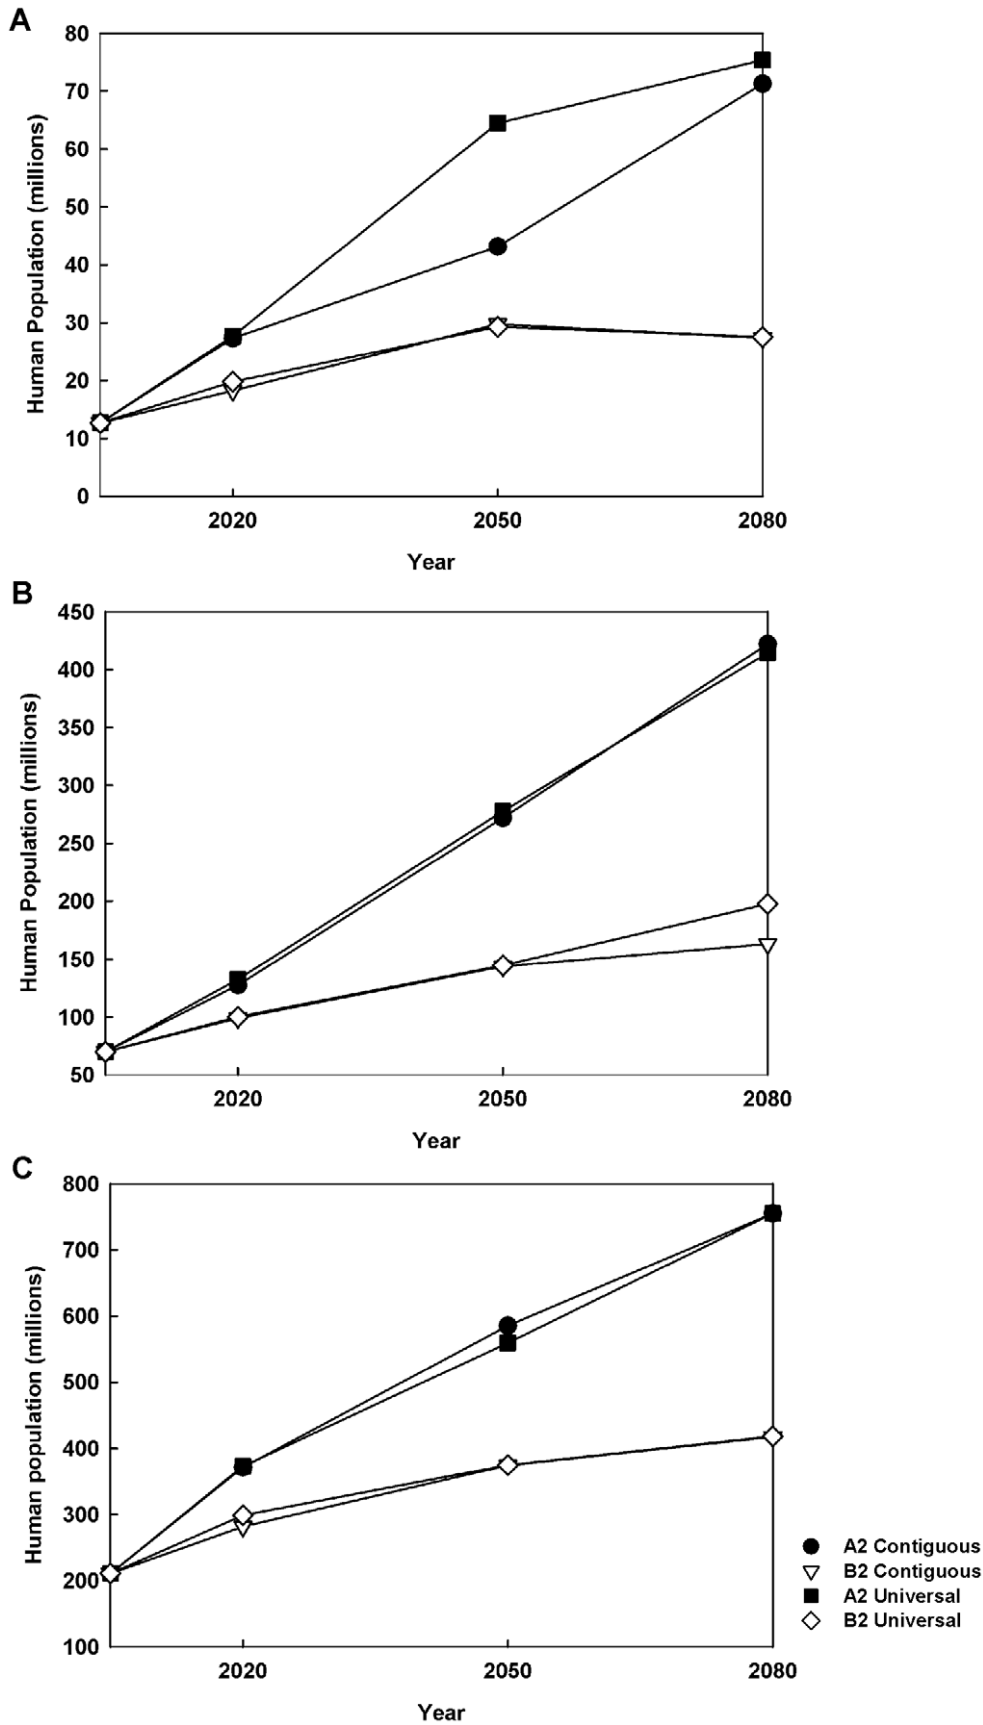 A
80
70
60
50
40
30
20
10
0
Human Population (millions)
2020 2050 2080
Year
B
450
400
350
300
250
200
150
100
50
Human Population (millions)
2020 2050 2080
Year
C
800
700
600
500
400
300
200
100
Human population (millions)
2020 2050 2080
Year
A2 Contiguous
B2 Contiguous
A2 Universal
B2 Universal